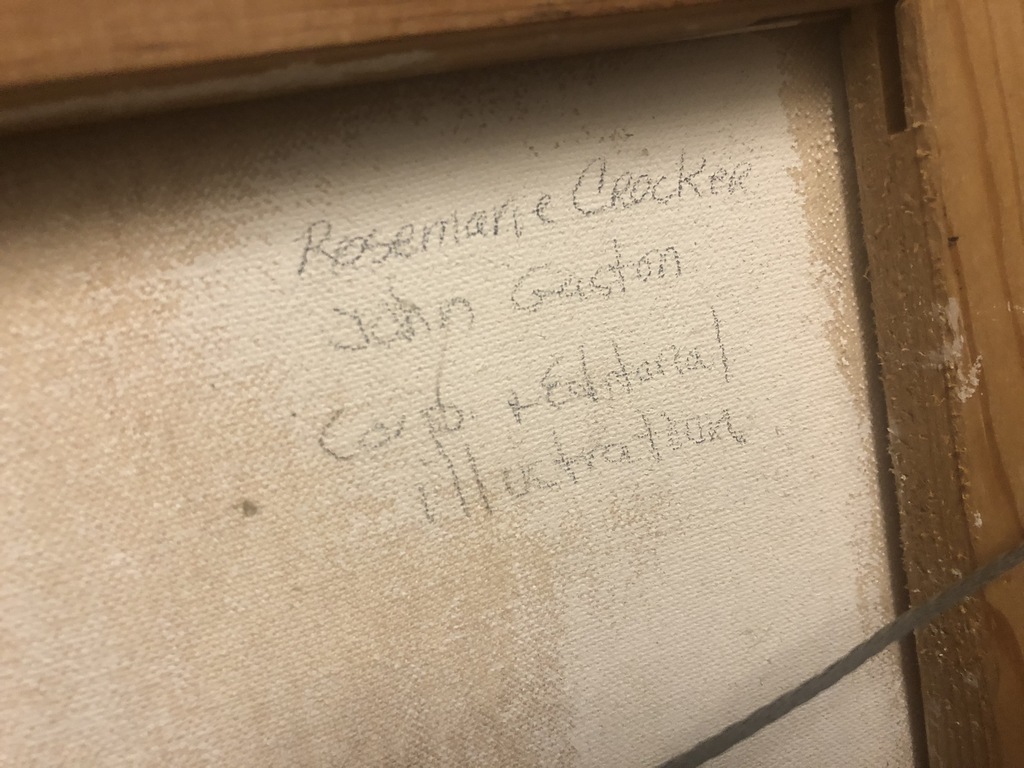 Rosemarie Crocker
John Gaston
Corp. + Editorial
illustration